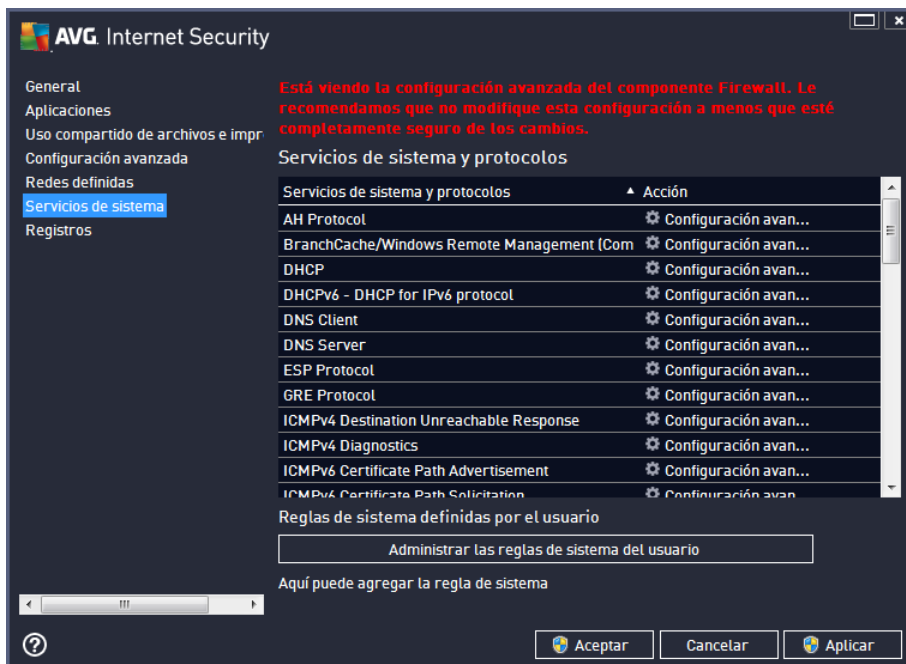 AVG. Internet Security
General
Aplicaciones
Uso compartido de archivos e impr
Configuración avanzada
Redes definidas
Servicios de sistema
Registros
Está viendo la configuración avanzada del componente Firewall. Le
recomendamos que no modifique esta configuración a menos que esté
completamente seguro de los cambios.
Servicios de sistema y protocolos
Servicios de sistema y protocolos Acción
AH Protocol Configuración avan...
BranchCache/Windows Remote Management (Com Configuración avan...
DHCP Configuración avan...
DHCPv6 - DHCP for IPv6 protocol Configuración avan...
DNS Client Configuración avan...
DNS Server Configuración avan...
ESP Protocol Configuración avan...
GRE Protocol Configuración avan...
ICMPv4 Destination Unreachable Response Configuración avan...
ICMPv4 Diagnostics Configuración avan...
ICMPv6 Certificate Path Advertisement Configuración avan...
ICMPv6 Certificate Path Solicitation Configuración avan
Reglas de sistema definidas por el usuario
Administrar las reglas de sistema del usuario
Aquí puede agregar la regla de sistema
Aceptar Cancelar Aplicar